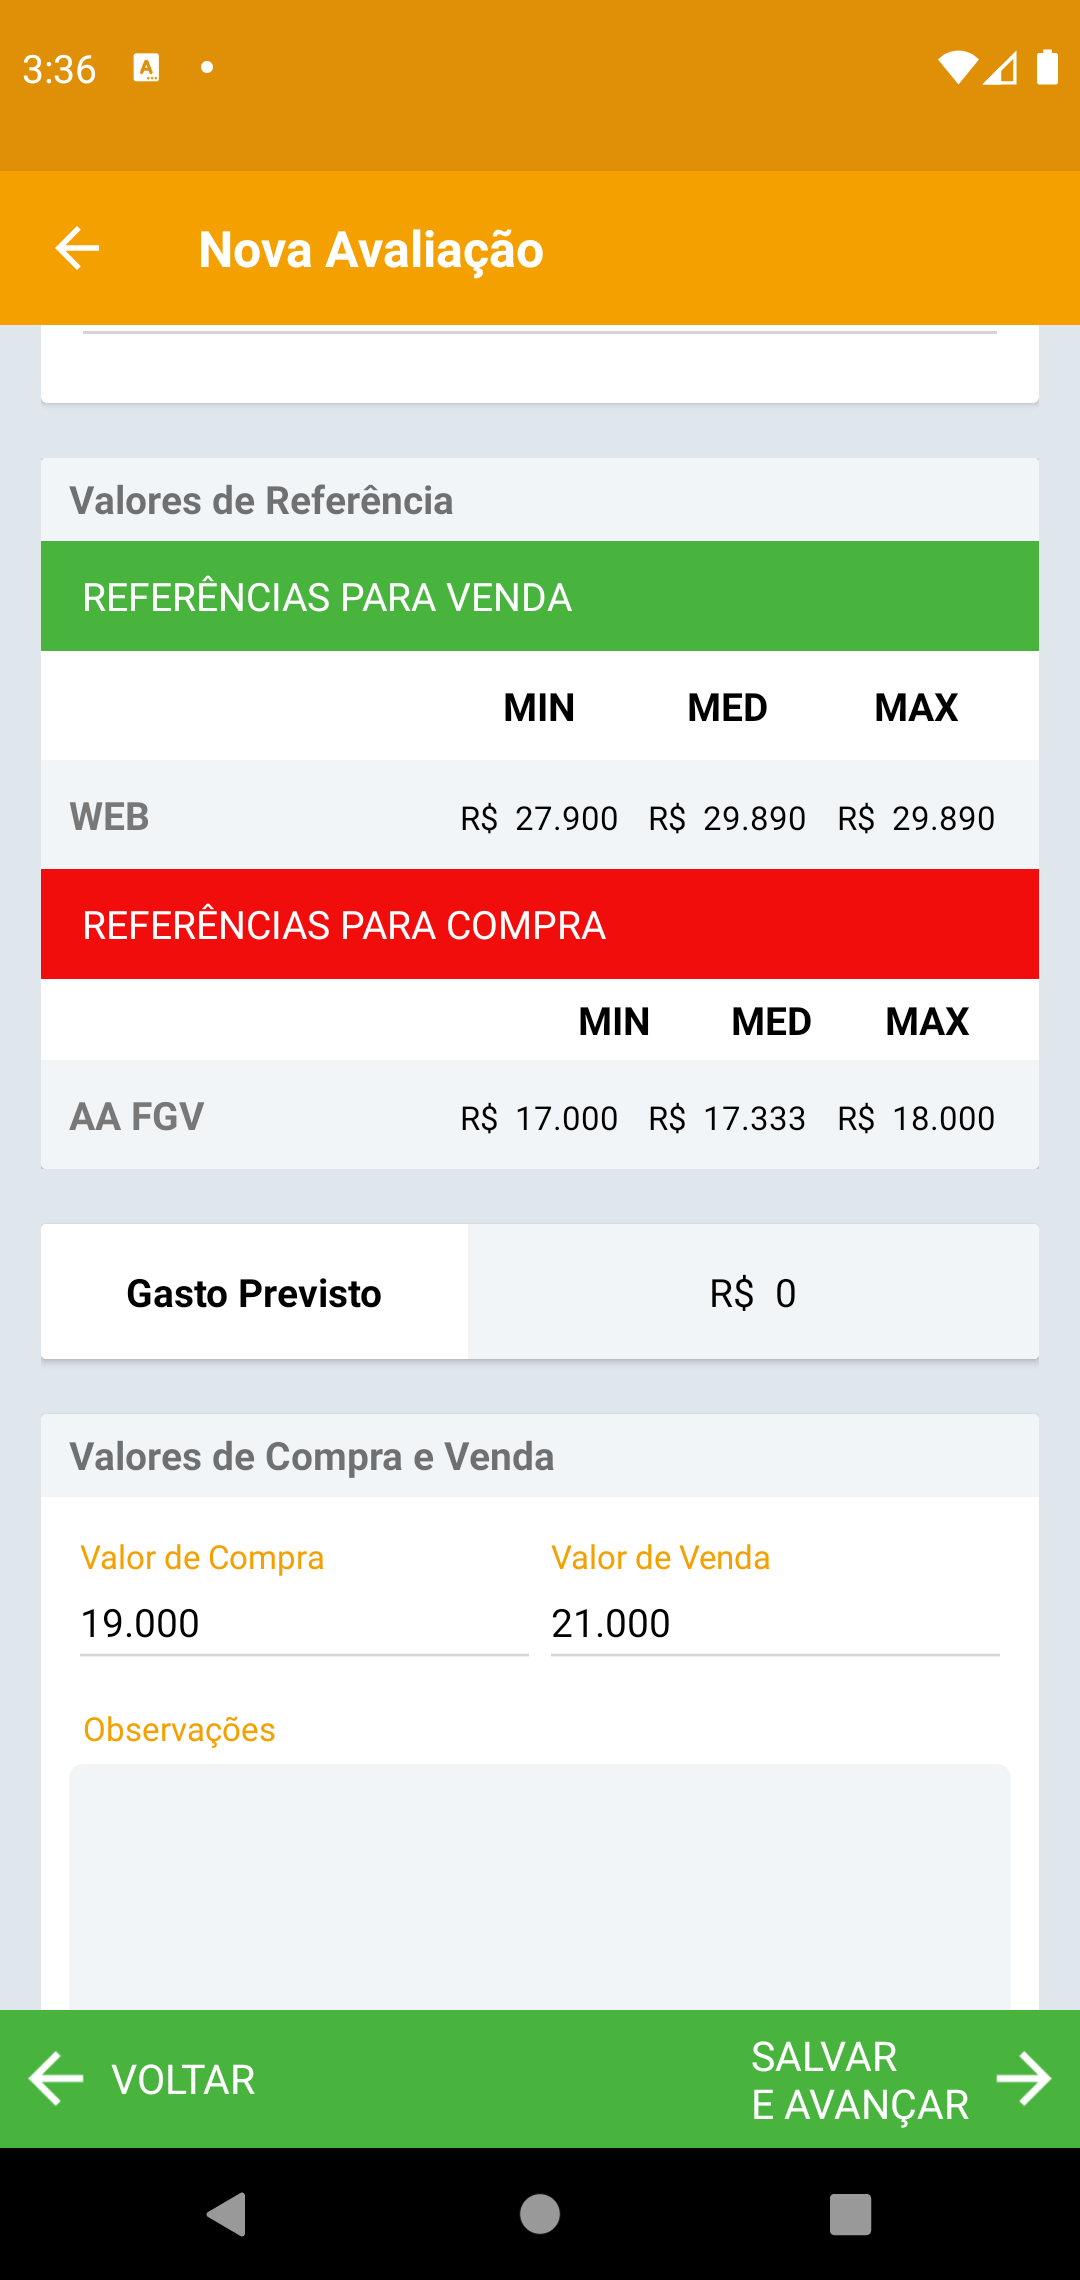 3:36
Nova Avaliação
Valores de Referência
REFERÊNCIAS PARA VENDA
MIN MED MAX
WEB R$ 27.900 R$ 29.890 R$ 29.890
REFERÊNCIAS PARA COMPRA
MIN MED MAX
AA FGV R$ 17.000 R$ 17.333 R$ 18.000
Gasto Previsto R$ 0
Valores de Compra e Venda
Valor de Compra Valor de Venda
19.000 21.000
Observações
VOLTAR
SALVAR
E AVANÇAR